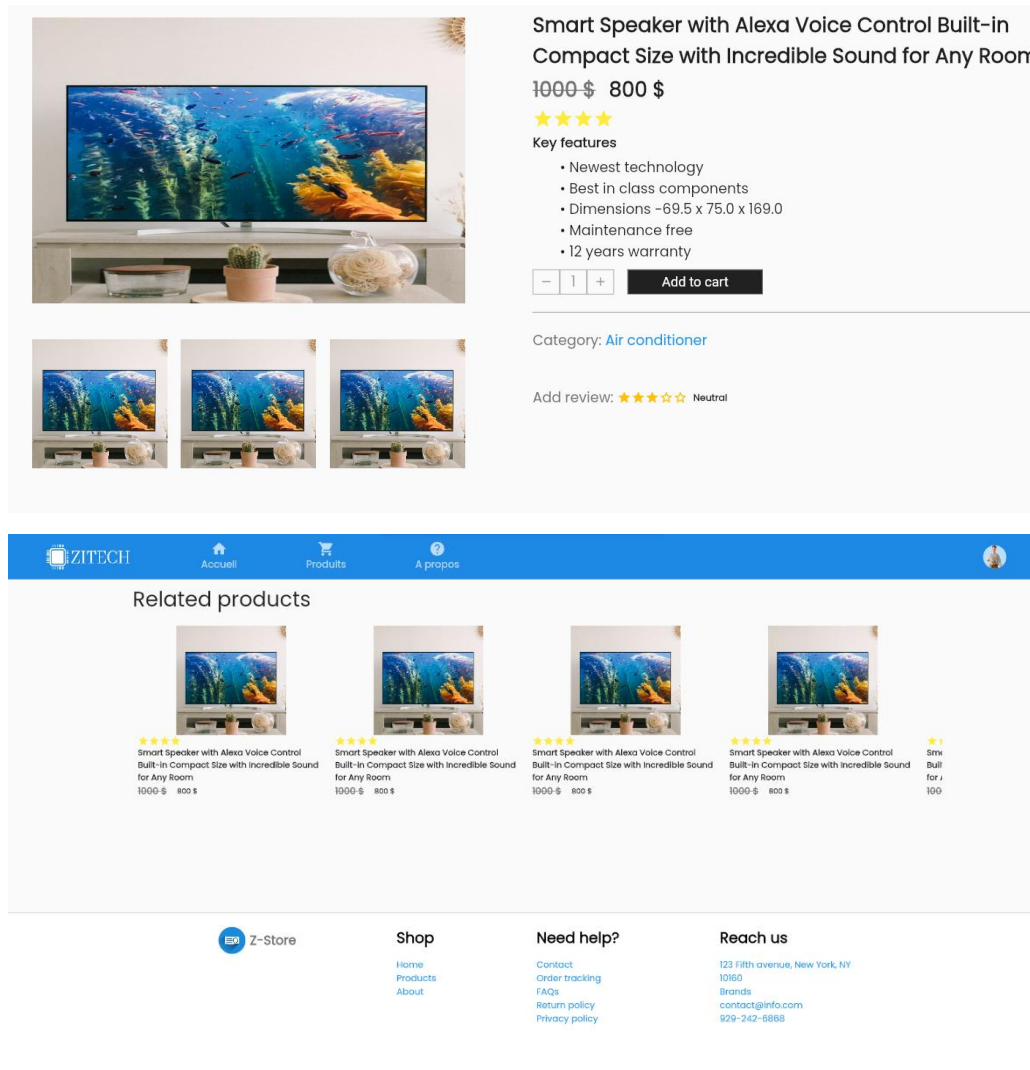 Smart Speaker with Alexa Voice Control Built-in
Compact Size with Incredible Sound for Any Room
1000 $ 800 $
Key features
• Newest technology
• Best in class components
• Dimensions -69.5 x 75.0 x 169.0
• Maintenance free
• 12 years warranty
− 1 + Add to cart
Category: Air conditioner
Add review: Neutral
ZITECH
Accueil
Produits
A propos
Related products
Smart Speaker with Alexa Voice Control
Built-in Compact Size with Incredible Sound
for Any Room
1000 $ 800 $
Smart Speaker with Alexa Voice Control
Built-in Compact Size with Incredible Sound
for Any Room
1000 $ 800 $
Smart Speaker with Alexa Voice Control
Built-in Compact Size with Incredible Sound
for Any Room
1000 $ 800 $
Smart Speaker with Alexa Voice Control
Built-in Compact Size with Incredible Sound
for Any Room
1000 $ 800 $
for
100
Z-Store
Shop
Home
Products
About
Need help?
Contact
Order tracking
FAQs
Return policy
Privacy policy
Reach us
123 Fifth avenue, New York, NY
10160
Brands
contact@info.com
929-242-6868